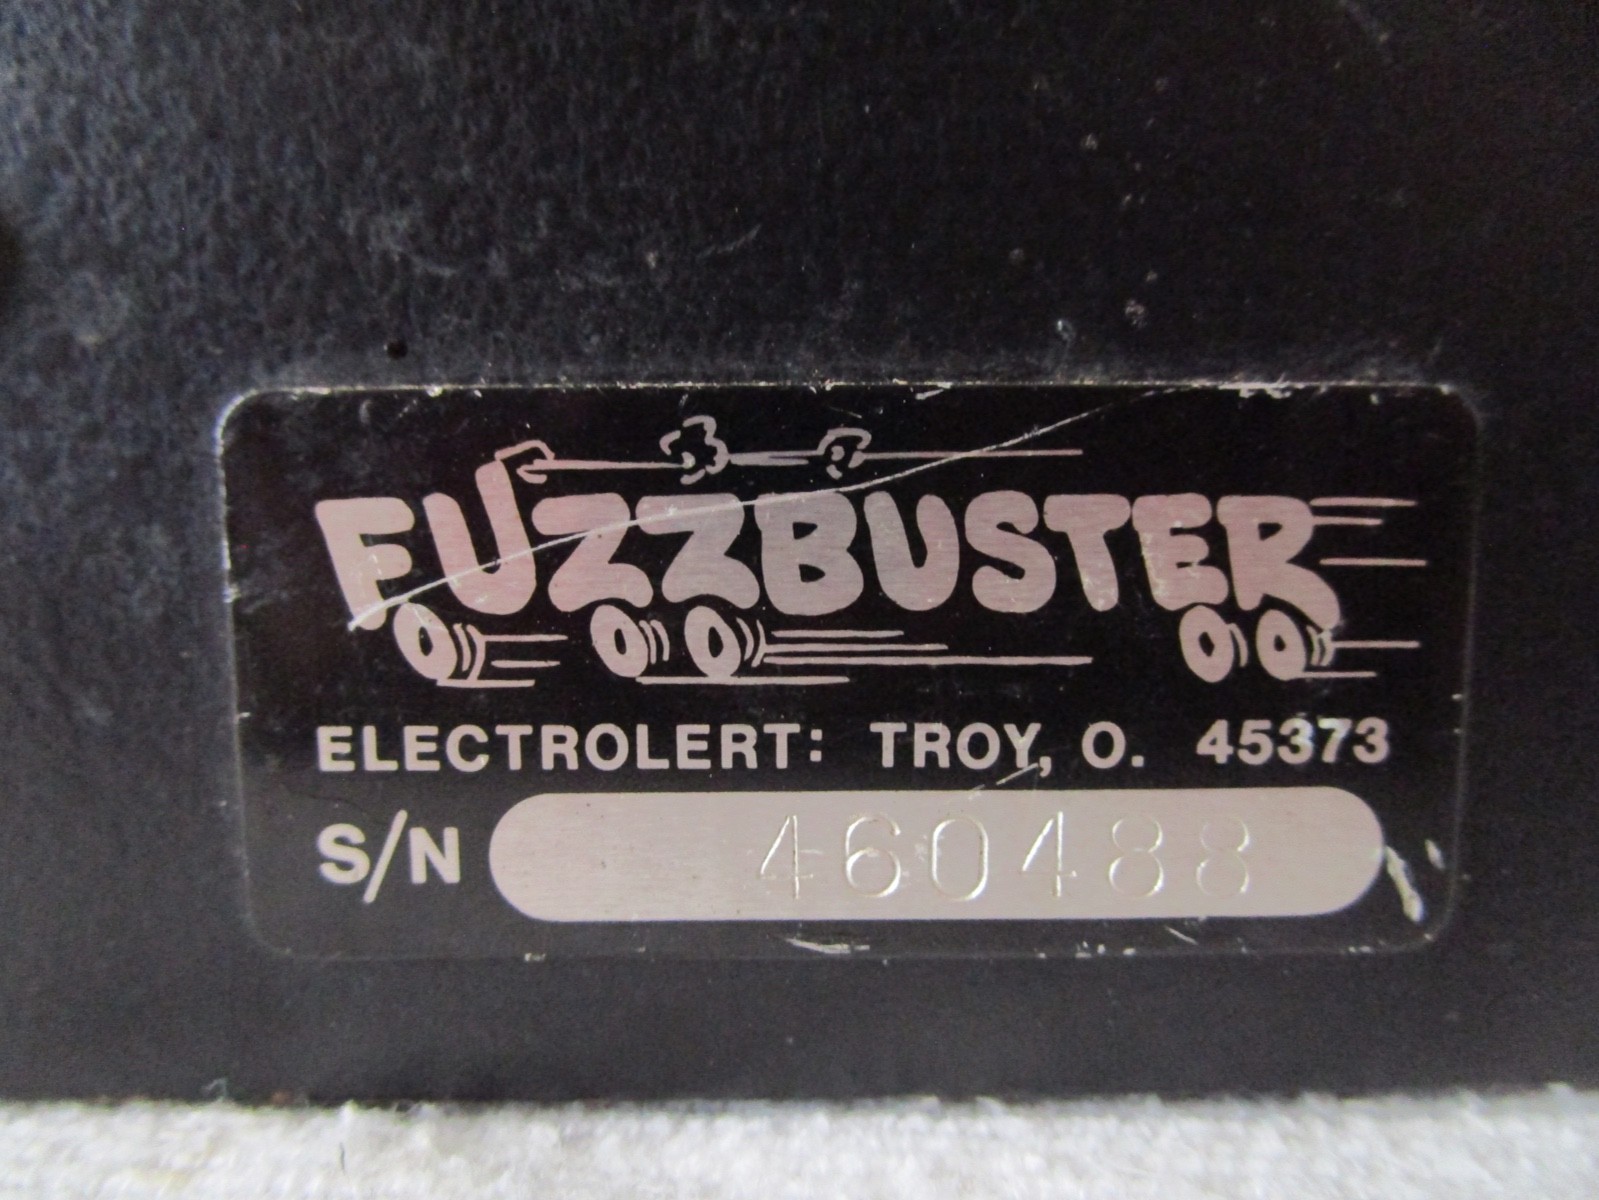 FUZZBUSTER
ELECTROLERT: TROY, O. 45373
S/N 460488